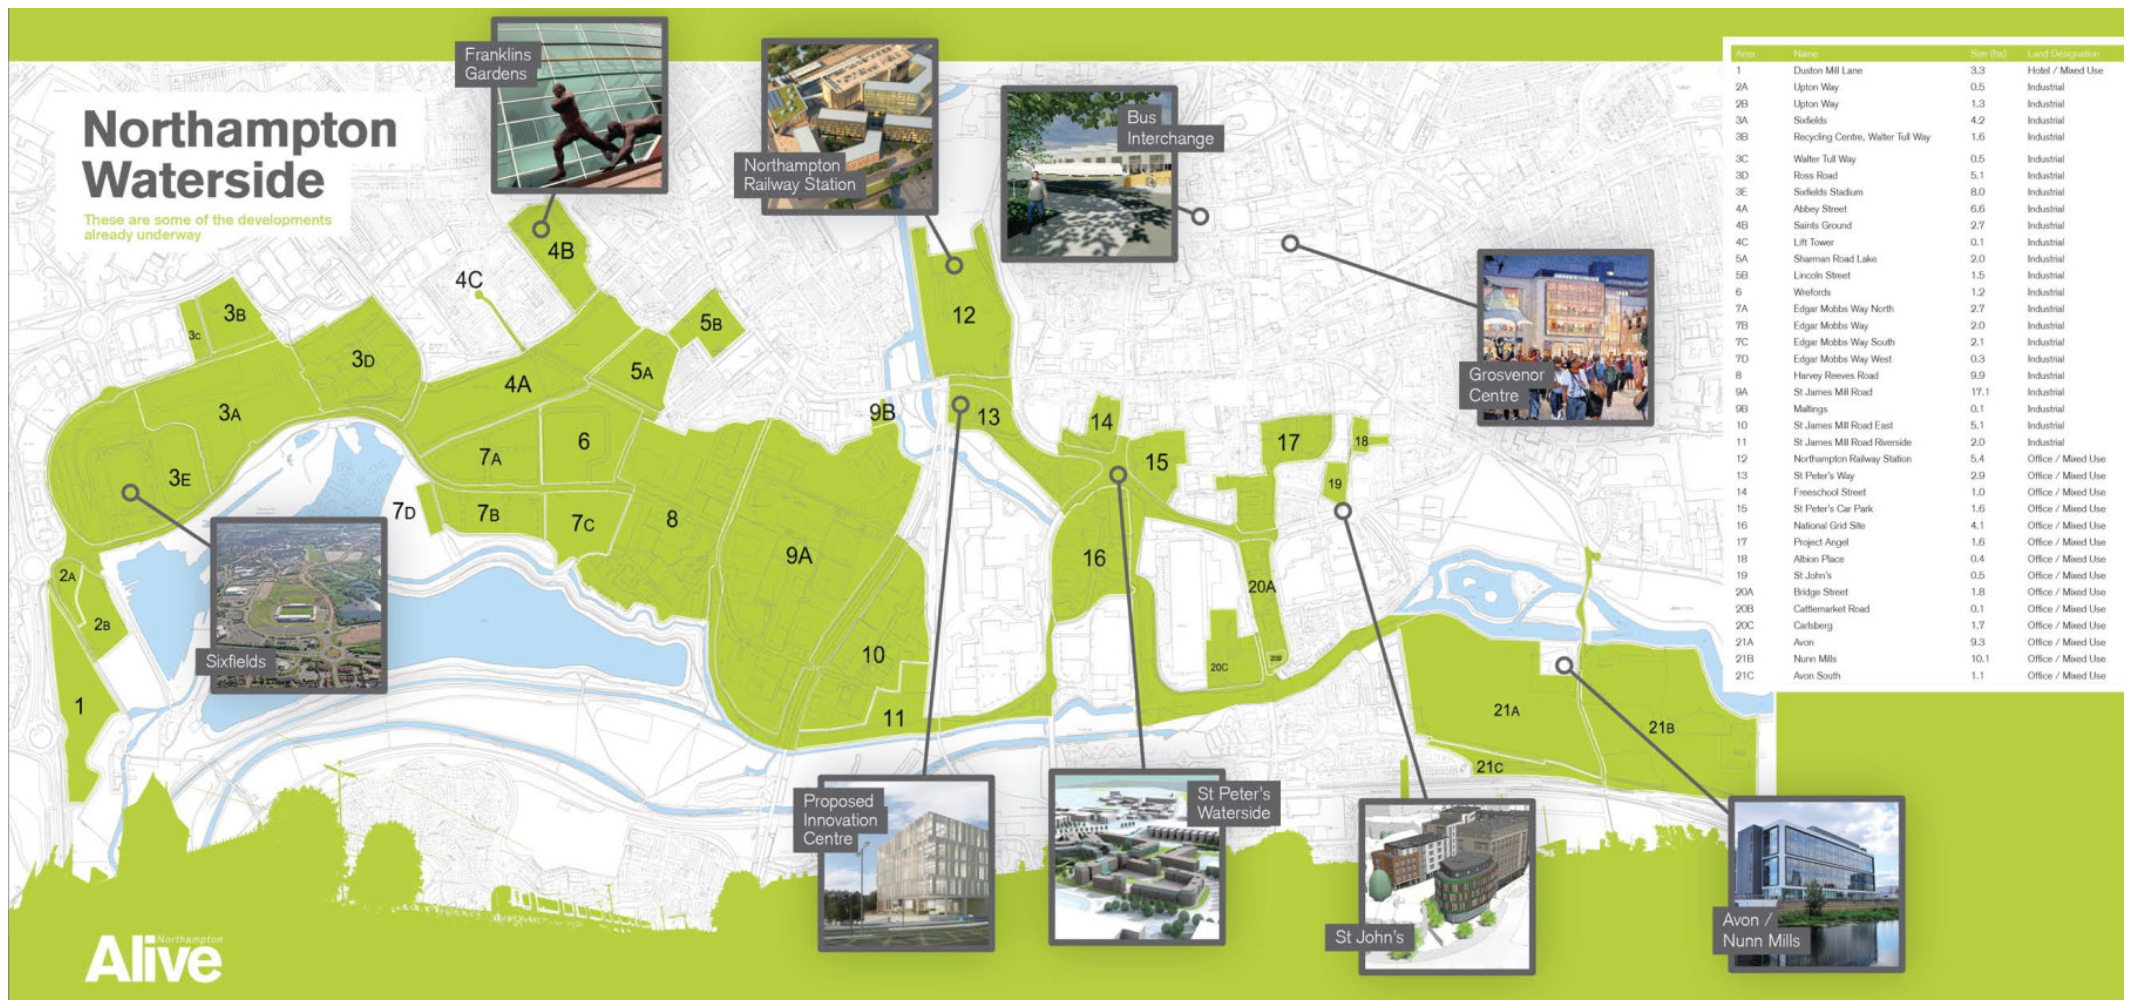 Northampton
Waterside
These are some of the developments
already underway
Franklins
Gardens
Northampton
Railway Station
Bus
Interchange
Grosvenor
Centre
Sixfields
Proposed
Innovation
Centre
St Peter's
Waterside
St John's
Avon /
Nunn Mills
4B
4C
3B
3C
3D
3A
3E
4A
5A
5B
12
9B
13
14
15
17
18
19
6
7A
7B
7C
7D
8
9A
16
2A
2B
1
10
11
20A
20B
20C
21A
21B
21C
Area Name Size (ha) Land Designation
1 Duston Mill Lane 3.3 Hotel / Mixed Use
2A Upton Way 0.5 Industrial
2B Upton Way 1.3 Industrial
3A Sixfields 4.2 Industrial
3B Recycling Centre, Walter Tull Way 1.6 Industrial
3C Walter Tull Way 0.5 Industrial
3D Ross Road 5.1 Industrial
3E Sixfields Stadium 8.0 Industrial
4A Abbey Street 6.6 Industrial
4B Saints Ground 2.7 Industrial
4C Lift Tower 0.1 Industrial
5A Sharman Road Lake 2.0 Industrial
5B Lincoln Street 1.5 Industrial
6 Wrefords 1.2 Industrial
7A Edgar Mobbs Way North 2.7 Industrial
7B Edgar Mobbs Way 2.0 Industrial
7C Edgar Mobbs Way South 2.1 Industrial
7D Edgar Mobbs Way West 0.3 Industrial
8 Harvey Reeves Road 9.9 Industrial
9A St James Mill Road 17.1 Industrial
9B Maltings 0.1 Industrial
10 St James Mill Road East 5.1 Industrial
11 St James Mill Road Riverside 2.0 Industrial
12 Northampton Railway Station 5.4 Office / Mixed Use
13 St Peter's Way 2.9 Office / Mixed Use
14 Freeschool Street 1.0 Office / Mixed Use
15 St Peter's Car Park 1.6 Office / Mixed Use
16 National Grid Site 4.1 Office / Mixed Use
17 Project Angel 1.6 Office / Mixed Use
18 Albion Place 0.4 Office / Mixed Use
19 St John's 0.5 Office / Mixed Use
20A Bridge Street 1.8 Office / Mixed Use
20B Cattlemarket Road 0.1 Office / Mixed Use
20C Carlsberg 1.7 Office / Mixed Use
21A Avon 9.3 Office / Mixed Use
21B Nunn Mills 10.1 Office / Mixed Use
21C Avon South 1.1 Office / Mixed Use
Northampton
Alive